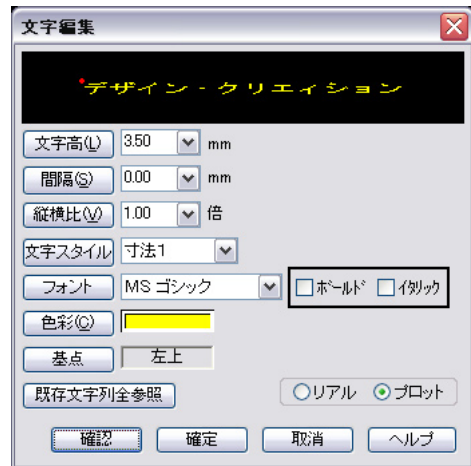 文字編集
デザイン・クリエィション
文字高(L) 3.50 mm
間隔(S) 0.00 mm
縦横比(V) 1.00 倍
文字スタイル 寸法1
フォント MS ゴシック ボールド イタリック
色彩(C)
基点 左上
既存文字列全参照 リアル プロット
確認 確定 取消 ヘルプ